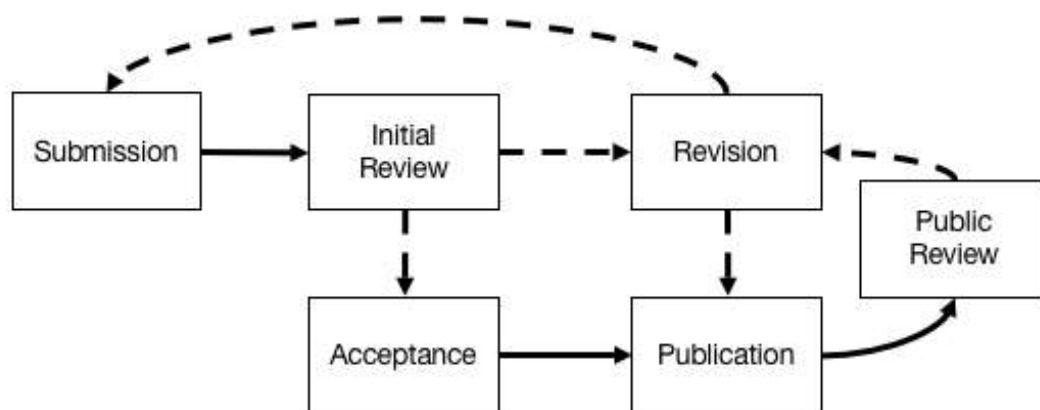 Submission
Initial
Review
Revision
Public
Review
Acceptance
Publication